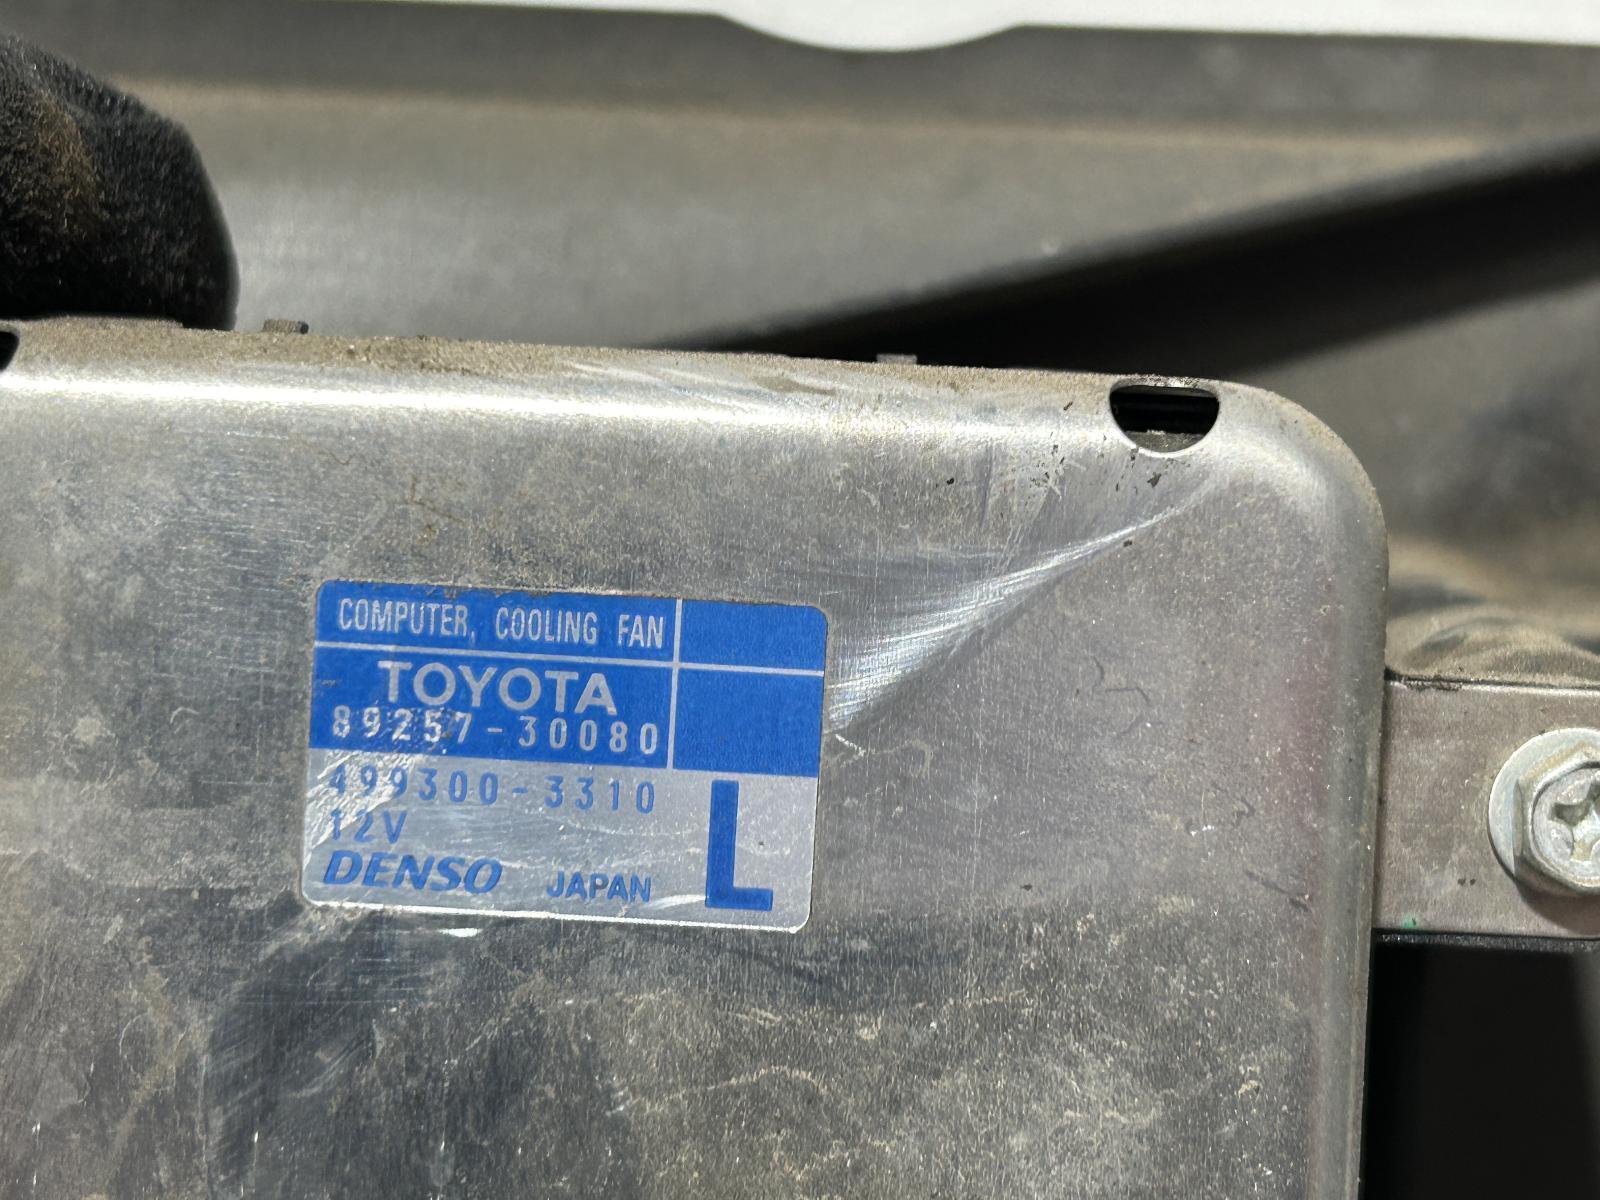 COMPUTER, COOLING FAN
TOYOTA
89257-30080
499300-3310
12V
L
DENSO JAPAN